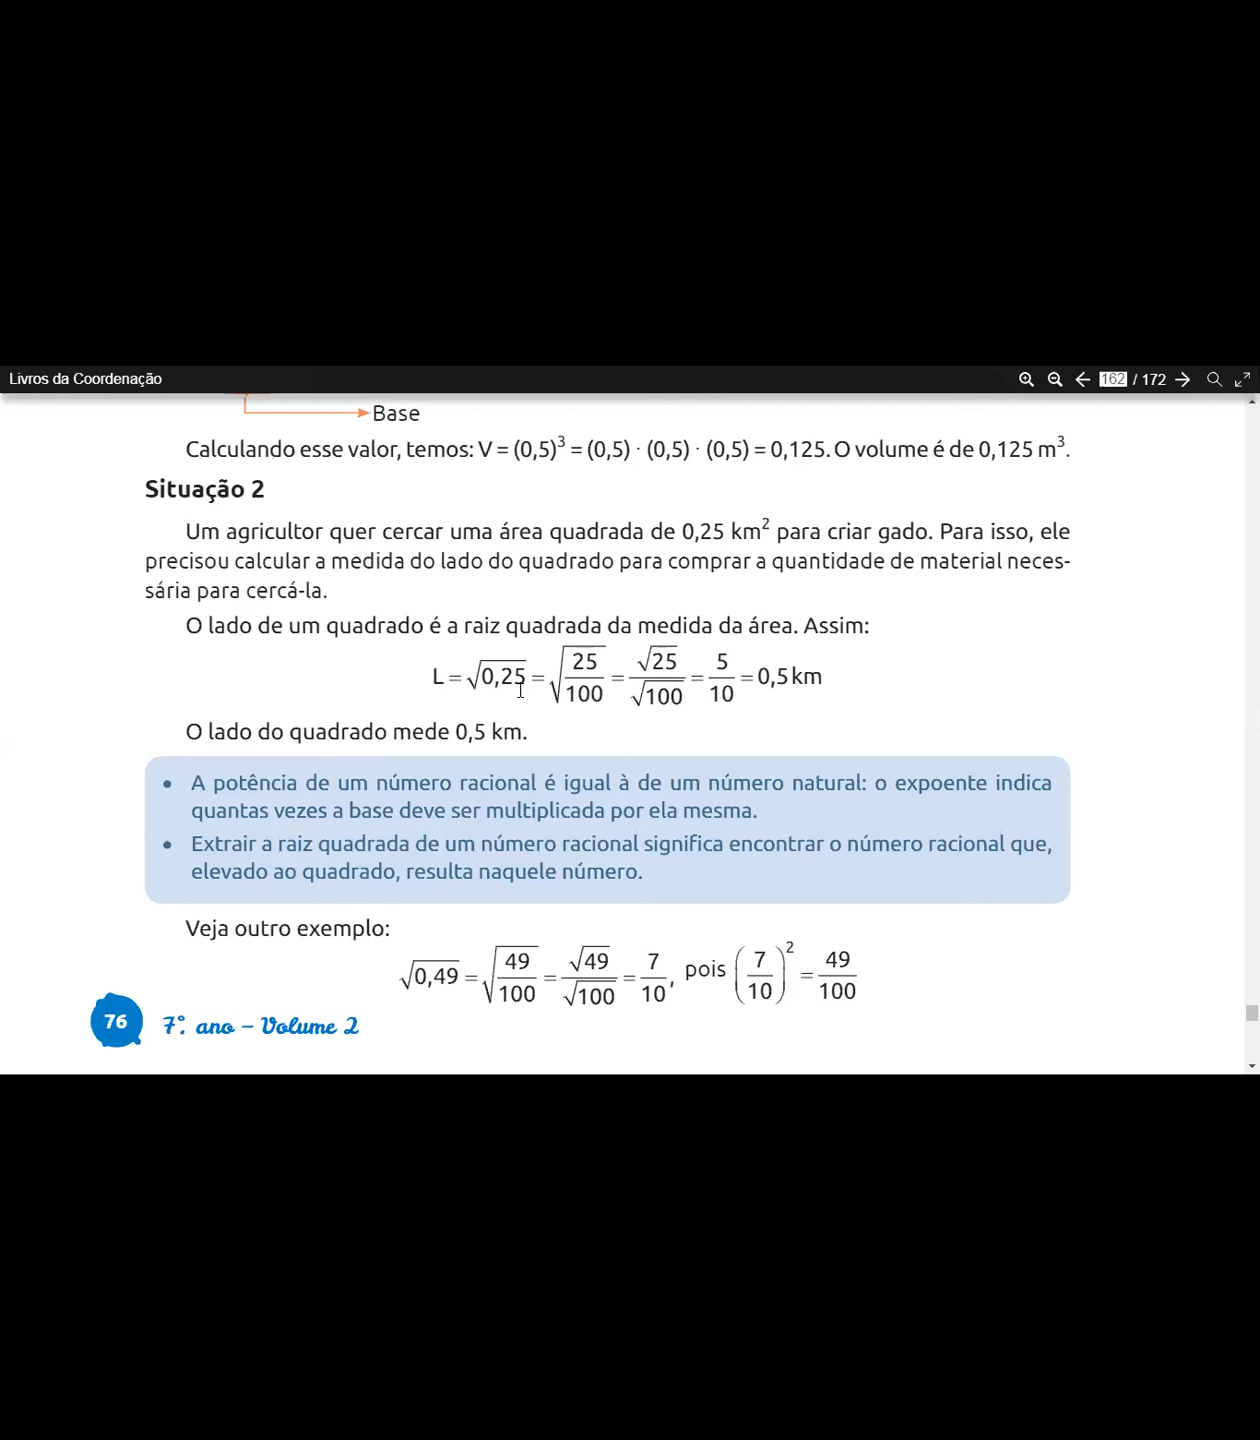 Livros da Coordenação 162 / 172
Base
Calculando esse valor, temos: V = (0,5)³ = (0,5) · (0,5) · (0,5) = 0,125. O volume é de 0,125 m³.
Situação 2
Um agricultor quer cercar uma área quadrada de 0,25 km² para criar gado. Para isso, ele
precisou calcular a medida do lado do quadrado para comprar a quantidade de material neces-
sária para cercá-la.
O lado de um quadrado é a raiz quadrada da medida da área. Assim:
L = √0,25 = √(25/100) = √25/√100 = 5/10 = 0,5 km
O lado do quadrado mede 0,5 km.
• A potência de um número racional é igual à de um número natural: o expoente indica
quantas vezes a base deve ser multiplicada por ela mesma.
• Extrair a raiz quadrada de um número racional significa encontrar o número racional que,
elevado ao quadrado, resulta naquele número.
Veja outro exemplo:
√0,49 = √(49/100) = √49/√100 = 7/10, pois (7/10)² = 49/100
76 7º. ano – Volume 2